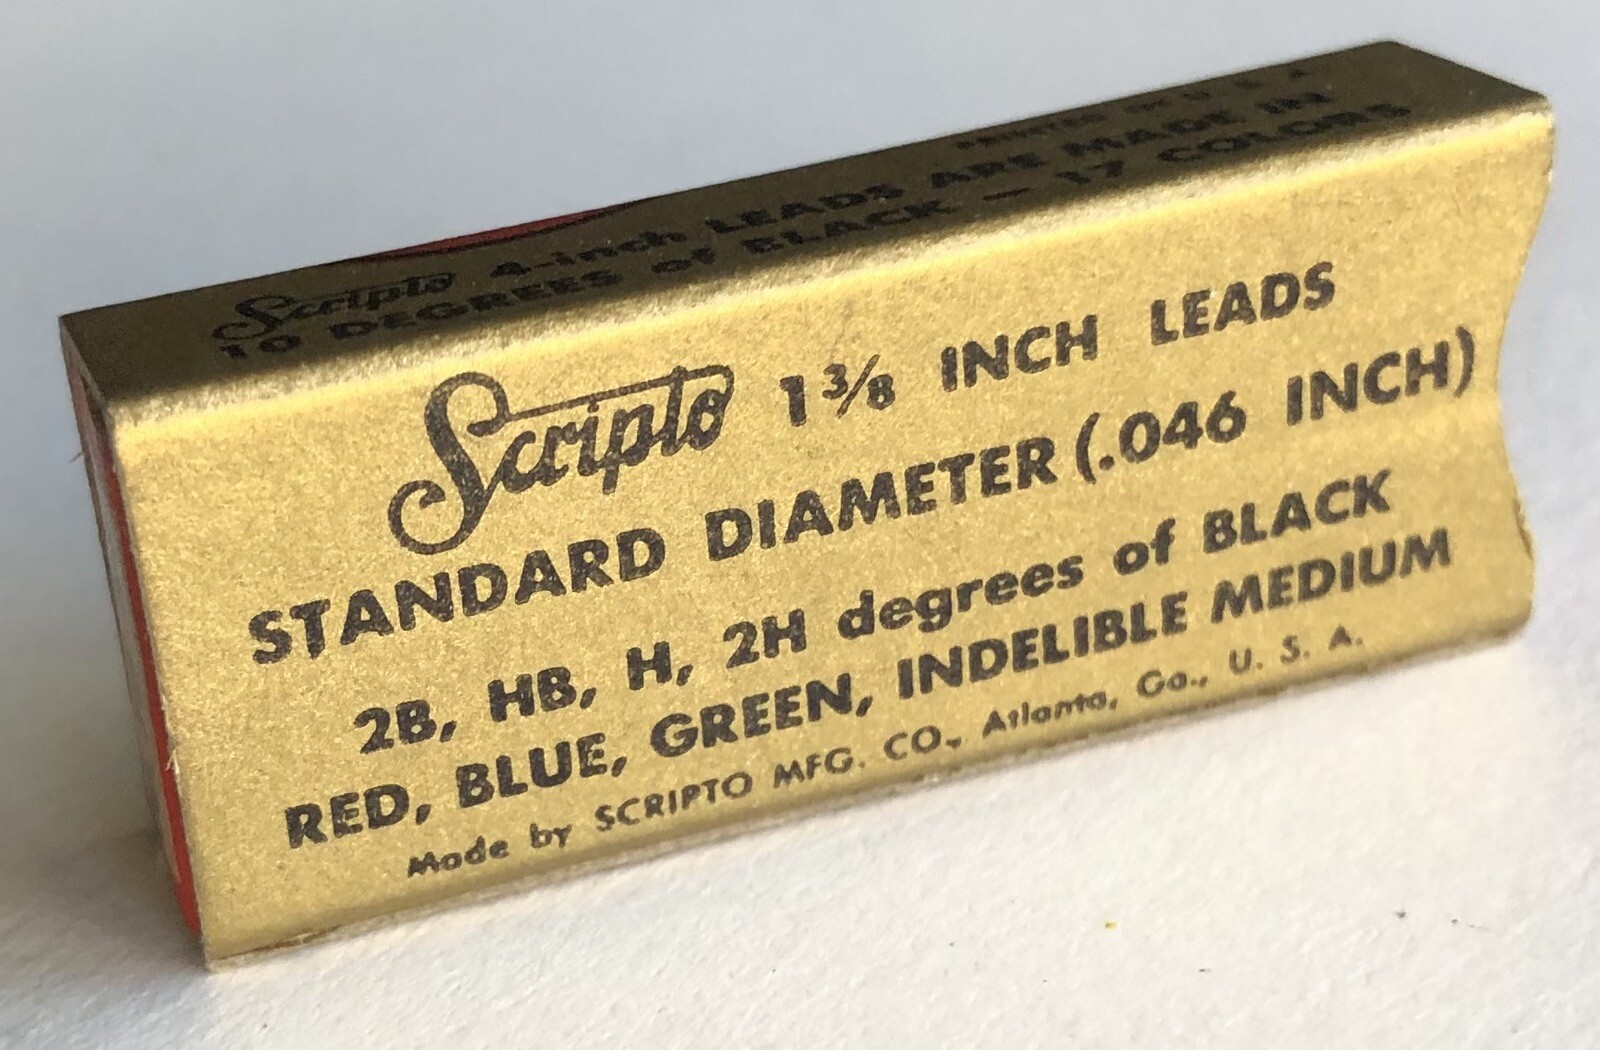 PRINTED IN U. S. A.
Scripto 4-inch LEADS ARE MADE IN
10 DEGREES of BLACK — 17 COLORS
Scripto 1 3/8 INCH LEADS
STANDARD DIAMETER (.046 INCH)
2B, HB, H, 2H degrees of BLACK
RED, BLUE, GREEN, INDELIBLE MEDIUM
Made by SCRIPTO MFG. CO., Atlanta, Ga., U. S. A.